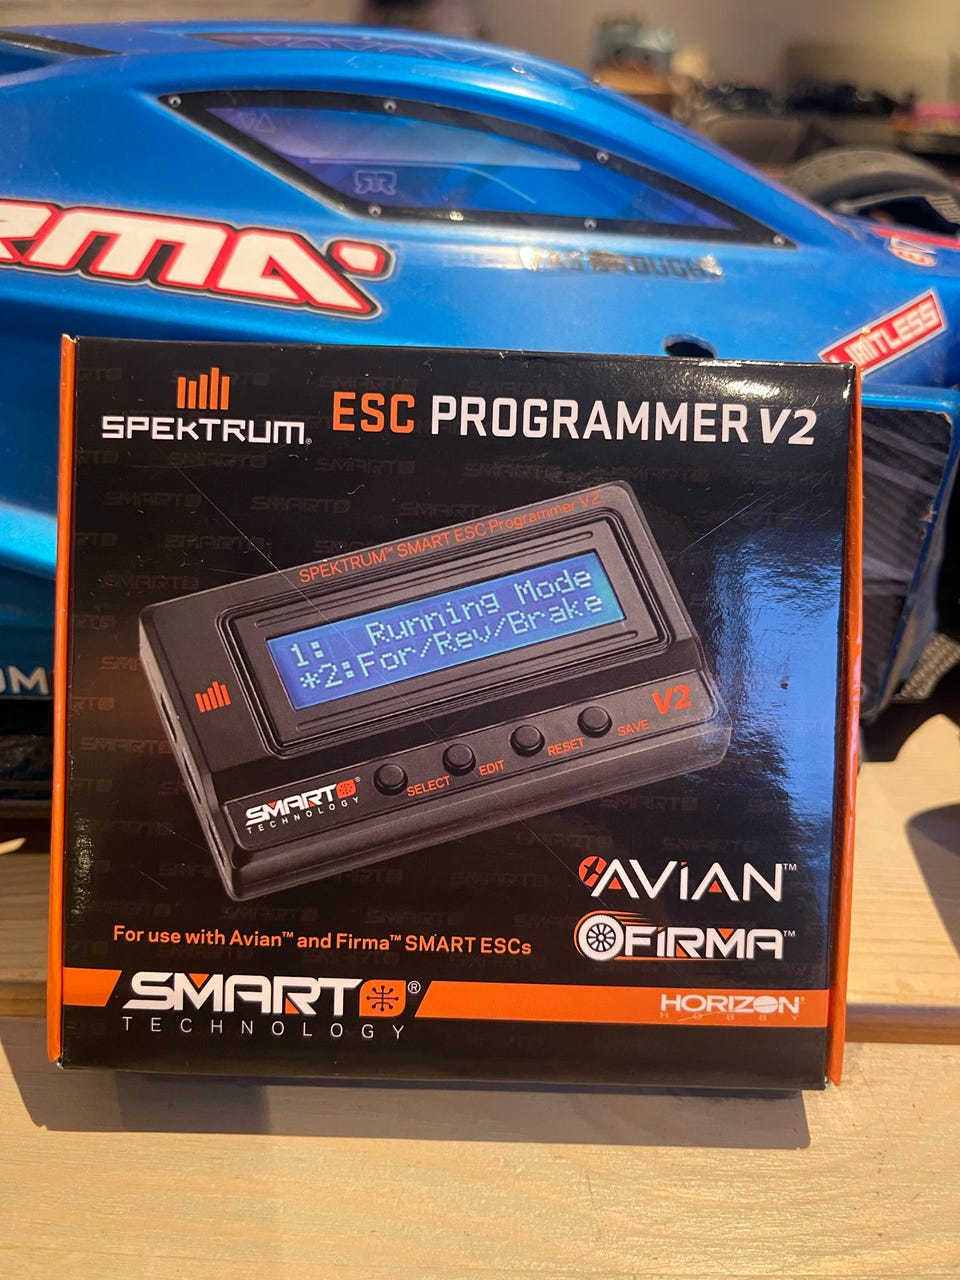 RMA
LIMITLESS
SPEKTRUM®
ESC PROGRAMMER V2
SPEKTRUM™ SMART ESC Programmer V2
1: Running Mode
*2:For/Rev/Brake
V2
SELECT EDIT RESET SAVE
SMART
TECHNOLOGY
AVIAN™
FIRMA™
For use with Avian™ and Firma™ SMART ESCs
SMART®
TECHNOLOGY
HORIZON®
HOBBY